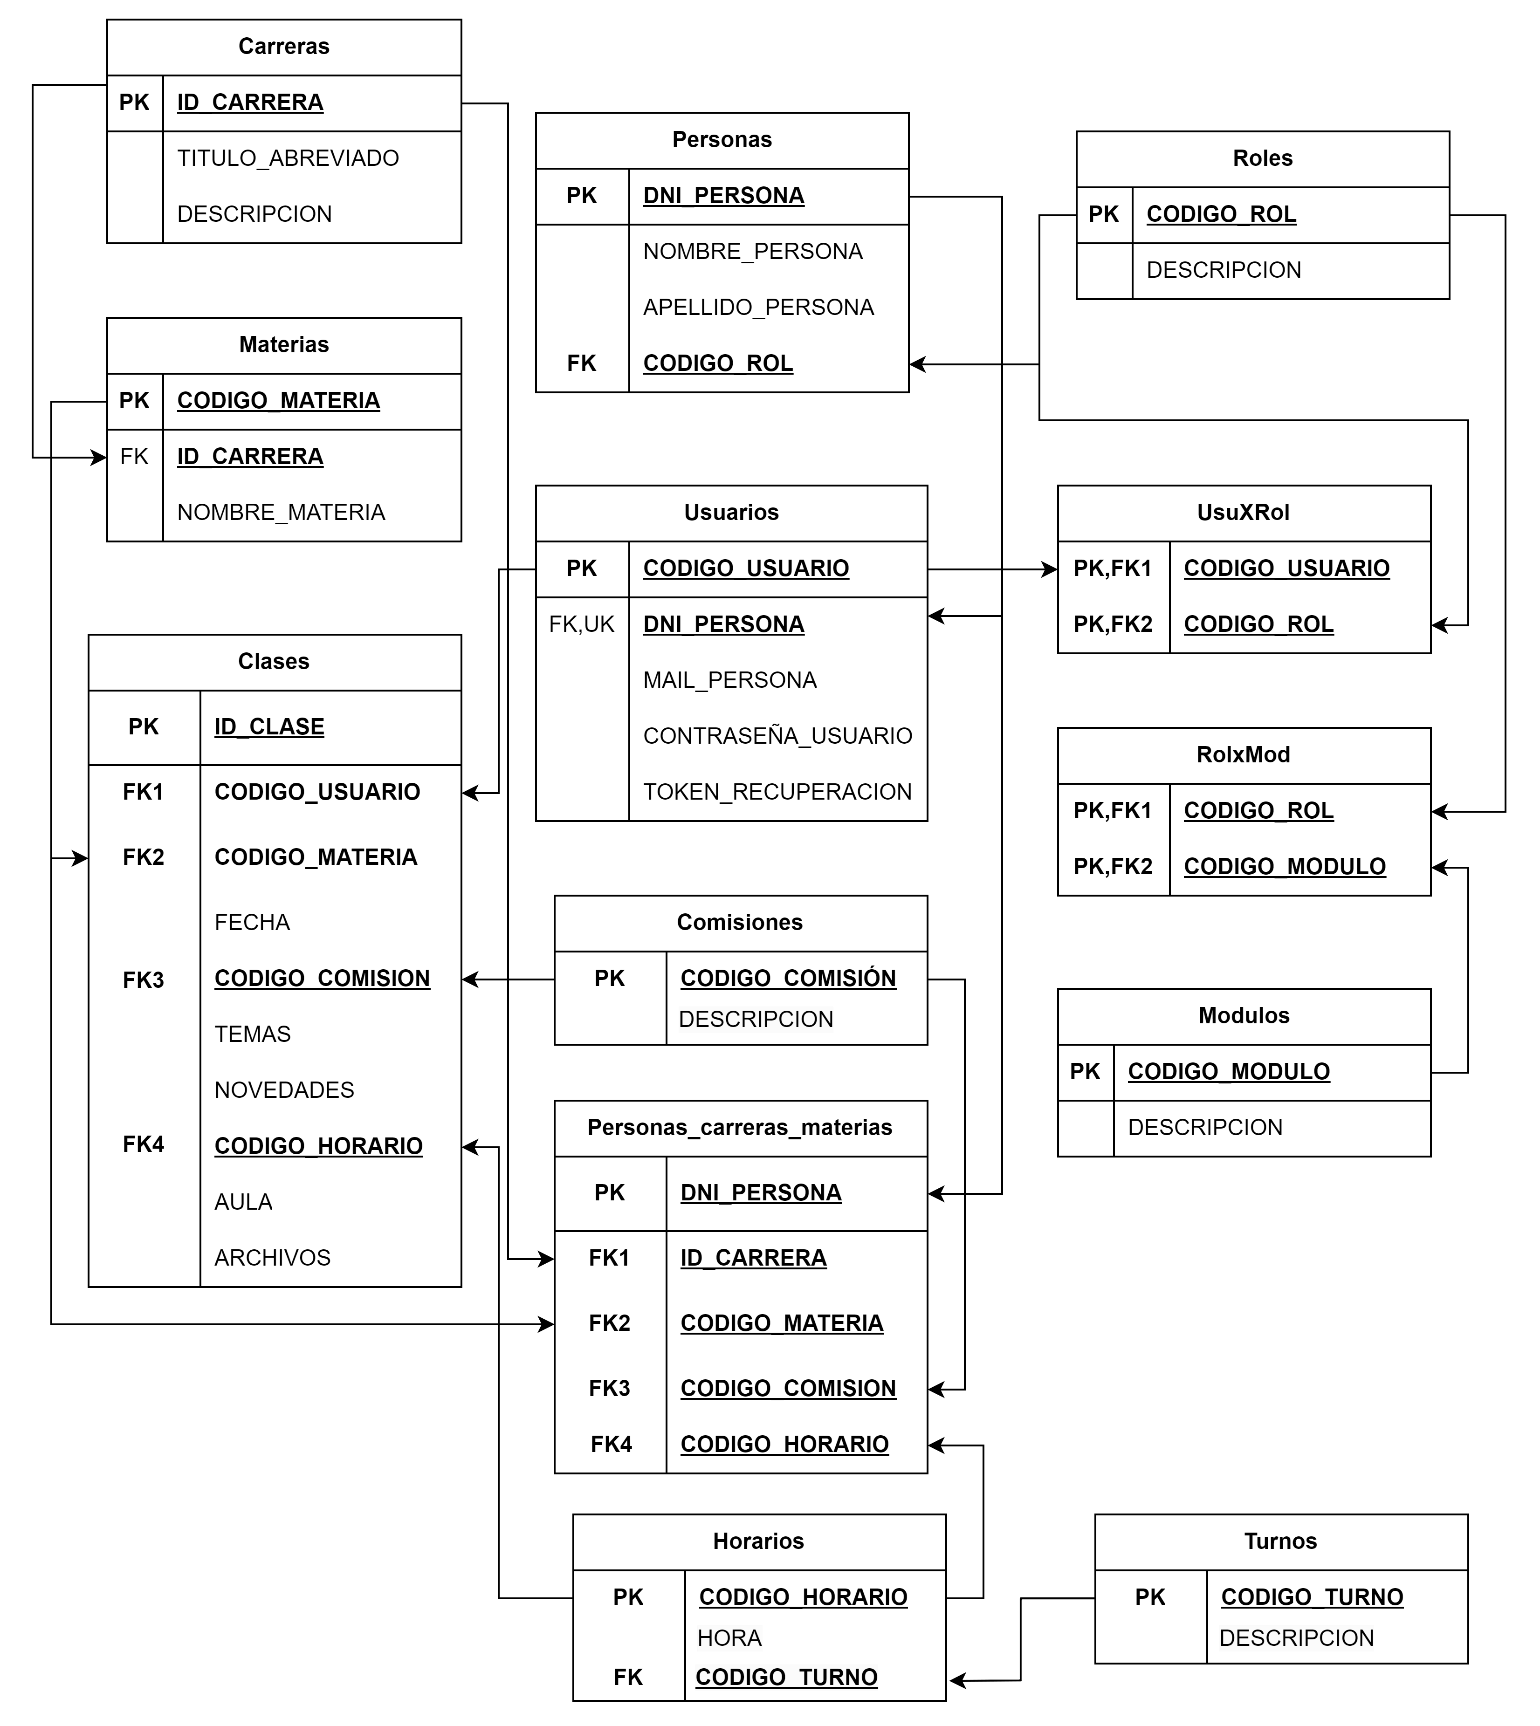 Carreras
PK ID_CARRERA
TITULO_ABREVIADO
DESCRIPCION
Personas
PK DNI_PERSONA
NOMBRE_PERSONA
APELLIDO_PERSONA
FK CODIGO_ROL
Roles
PK CODIGO_ROL
DESCRIPCION
Materias
PK CODIGO_MATERIA
FK ID_CARRERA
NOMBRE_MATERIA
Usuarios
PK CODIGO_USUARIO
FK,UK DNI_PERSONA
MAIL_PERSONA
CONTRASEÑA_USUARIO
TOKEN_RECUPERACION
UsuXRol
PK,FK1 CODIGO_USUARIO
PK,FK2 CODIGO_ROL
Clases
PK ID_CLASE
FK1 CODIGO_USUARIO
FK2 CODIGO_MATERIA
FECHA
FK3 CODIGO_COMISION
TEMAS
NOVEDADES
FK4 CODIGO_HORARIO
AULA
ARCHIVOS
RolxMod
PK,FK1 CODIGO_ROL
PK,FK2 CODIGO_MODULO
Comisiones
PK CODIGO_COMISIÓN
DESCRIPCION
Modulos
PK CODIGO_MODULO
DESCRIPCION
Personas_carreras_materias
PK DNI_PERSONA
FK1 ID_CARRERA
FK2 CODIGO_MATERIA
FK3 CODIGO_COMISION
FK4 CODIGO_HORARIO
Horarios
PK CODIGO_HORARIO
HORA
FK CODIGO_TURNO
Turnos
PK CODIGO_TURNO
DESCRIPCION